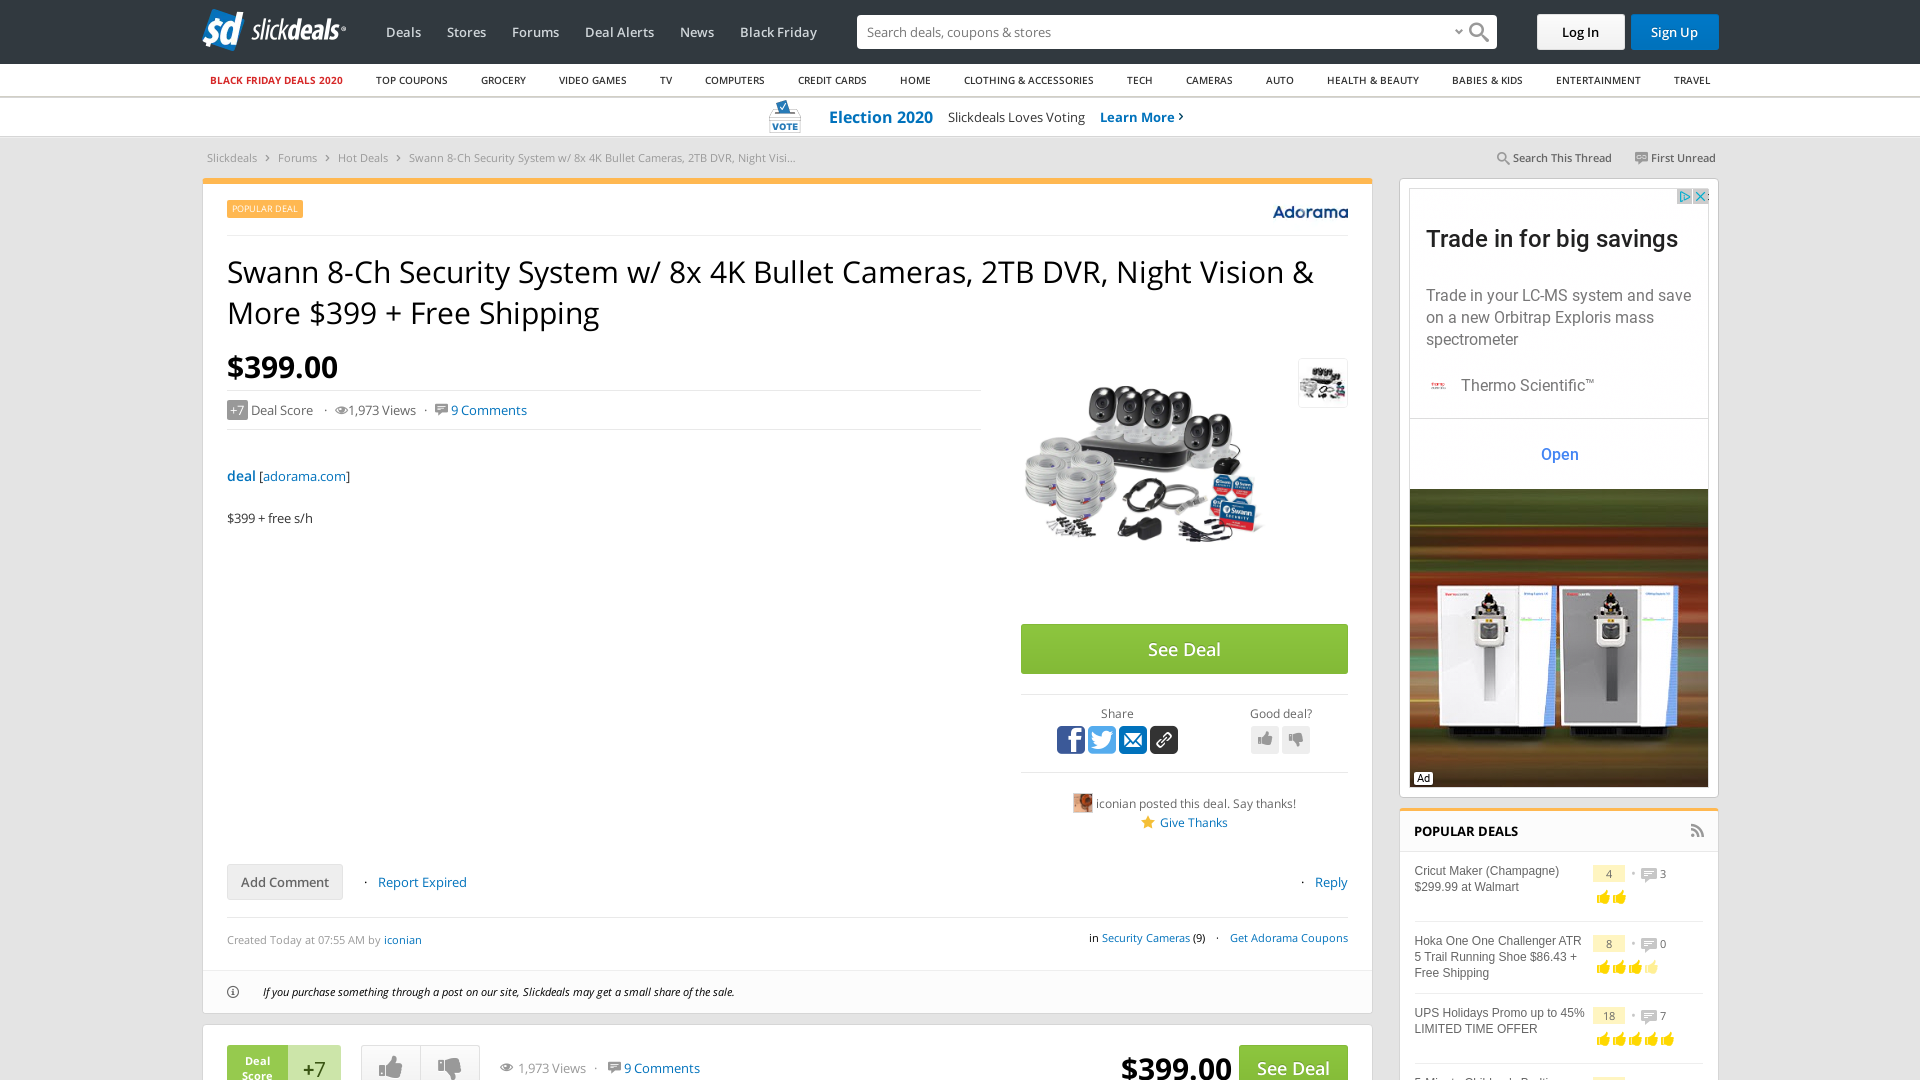 slickdeals
Deals
Stores
Forums
Deal Alerts
News
Black Friday
Search deals, coupons & stores
Log In
Sign Up
BLACK FRIDAY DEALS 2020
TOP COUPONS
GROCERY
VIDEO GAMES
TV
COMPUTERS
CREDIT CARDS
HOME
CLOTHING & ACCESSORIES
TECH
CAMERAS
AUTO
HEALTH & BEAUTY
BABIES & KIDS
ENTERTAINMENT
TRAVEL
VOTE
Election 2020
Slickdeals Loves Voting
Learn More
Slickdeals
Forums
Hot Deals
Swann 8-Ch Security System w/ 8x 4K Bullet Cameras, 2TB DVR, Night Visi...
Search This Thread
First Unread
POPULAR DEAL
Adorama
Swann 8-Ch Security System w/ 8x 4K Bullet Cameras, 2TB DVR, Night Vision &
More $399 + Free Shipping
$399.00
+7 Deal Score · 1,973 Views · 9 Comments
deal [adorama.com]
$399 + free s/h
See Deal
Share
Good deal?
iconian posted this deal. Say thanks!
Give Thanks
Add Comment
· Report Expired
· Reply
Created Today at 07:55 AM by iconian
in Security Cameras (9) · Get Adorama Coupons
If you purchase something through a post on our site, Slickdeals may get a small share of the sale.
Deal
Score
+7
1,973 Views · 9 Comments
$399.00
See Deal
Trade in for big savings
Trade in your LC-MS system and save
on a new Orbitrap Exploris mass
spectrometer
Thermo Scientific™
Open
Ad
POPULAR DEALS
Cricut Maker (Champagne)
$299.99 at Walmart
4 · 3
Hoka One One Challenger ATR
5 Trail Running Shoe $86.43 +
Free Shipping
8 · 0
UPS Holidays Promo up to 45%
LIMITED TIME OFFER
18 · 7